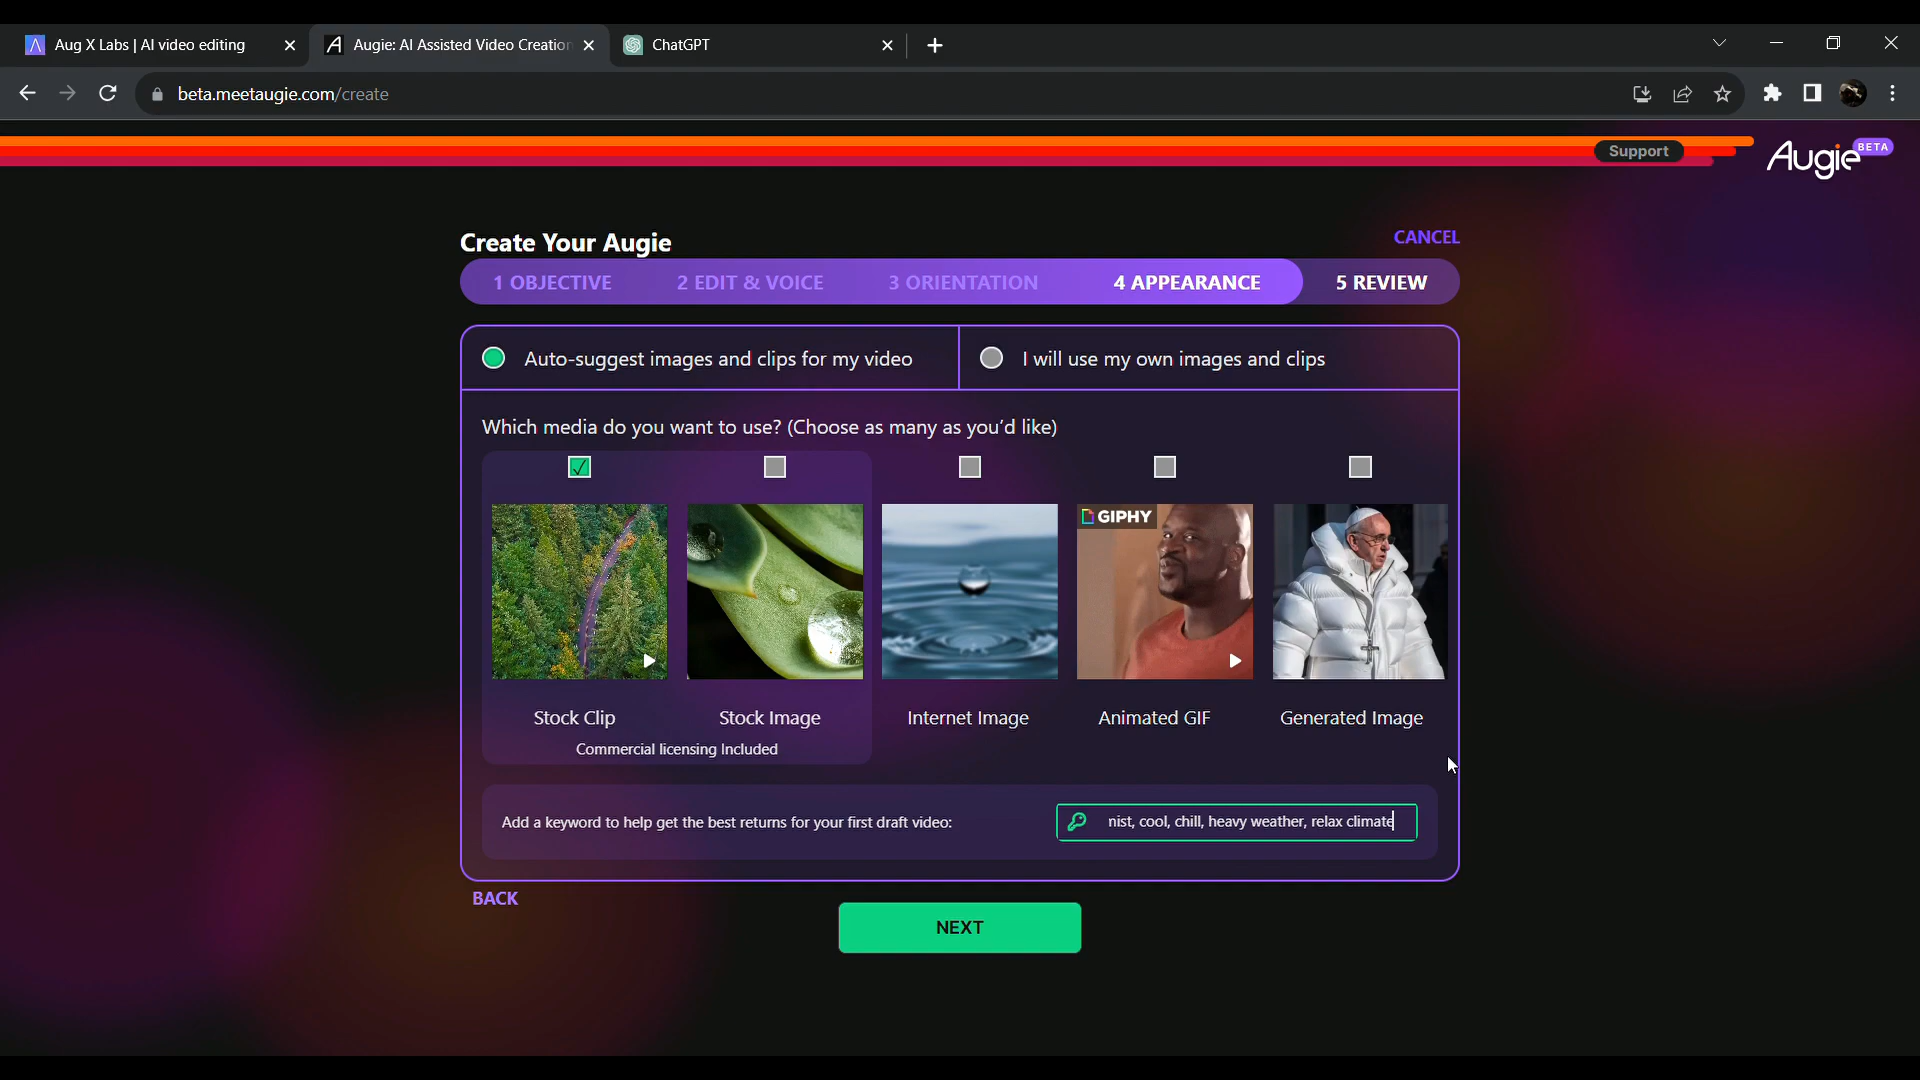 Aug X Labs | AI video editing
Augie: AI Assisted Video Creation
ChatGPT
beta.meetaugie.com/create
Support
Augie BETA
Create Your Augie
CANCEL
1 OBJECTIVE
2 EDIT & VOICE
3 ORIENTATION
4 APPEARANCE
5 REVIEW
Auto-suggest images and clips for my video
I will use my own images and clips
Which media do you want to use? (Choose as many as you'd like)
GIPHY
Stock Clip
Stock Image
Internet Image
Animated GIF
Generated Image
Commercial licensing Included
Add a keyword to help get the best returns for your first draft video:
nist, cool, chill, heavy weather, relax climate
BACK
NEXT